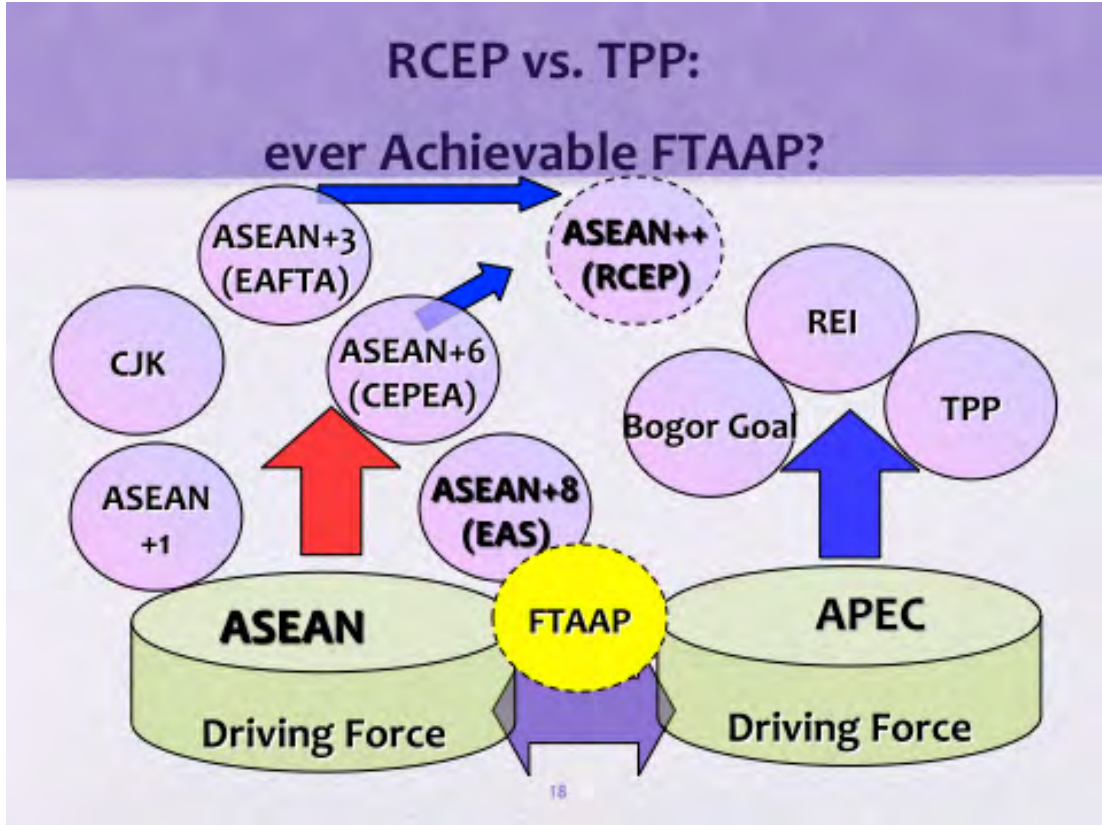 RCEP vs. TPP:
ever Achievable FTAAP?
ASEAN+3
(EAFTA)
ASEAN++
(RCEP)
CJK
ASEAN+6
(CEPEA)
REI
Bogor Goal
TPP
ASEAN
+1
ASEAN+8
(EAS)
ASEAN
FTAAP
APEC
Driving Force
Driving Force
18